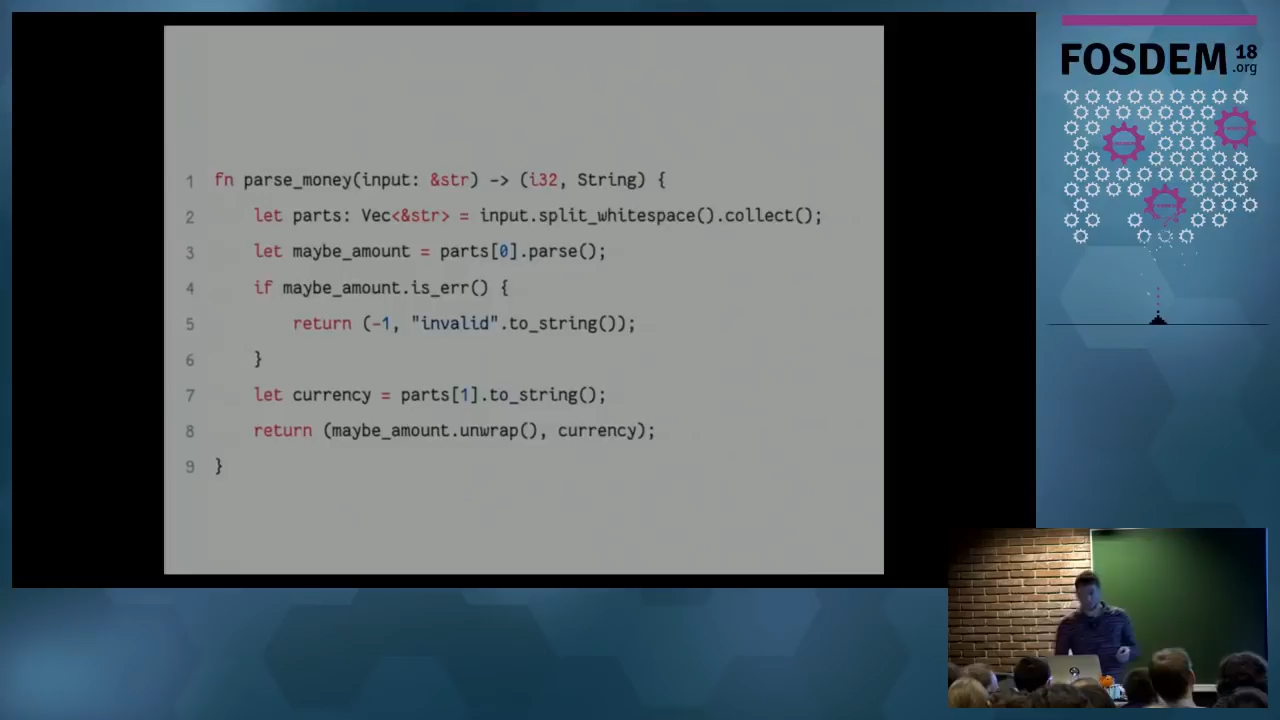 1 fn parse_money(input: &str) -> (i32, String) {
2 let parts: Vec<&str> = input.split_whitespace().collect();
3 let maybe_amount = parts[0].parse();
4 if maybe_amount.is_err() {
5 return (-1, "invalid".to_string());
6 }
7 let currency = parts[1].to_string();
8 return (maybe_amount.unwrap(), currency);
9 }
FOSDEM 18
.org